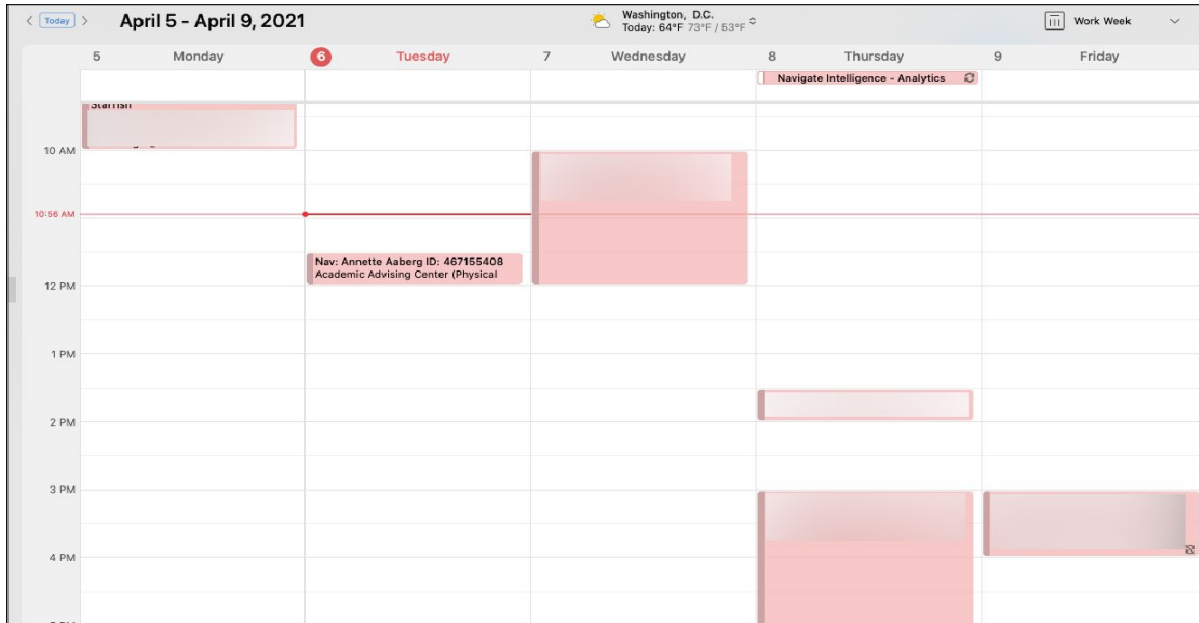 Today
April 5 - April 9, 2021
Washington, D.C.
Today: 64°F 73°F / 53°F
Work Week
5 Monday
6 Tuesday
7 Wednesday
8 Thursday
9 Friday
Navigate Intelligence - Analytics
Starfish
10 AM
10:56 AM
Nav: Annette Aaberg ID: 467155408
Academic Advising Center (Physical
12 PM
1 PM
2 PM
3 PM
4 PM